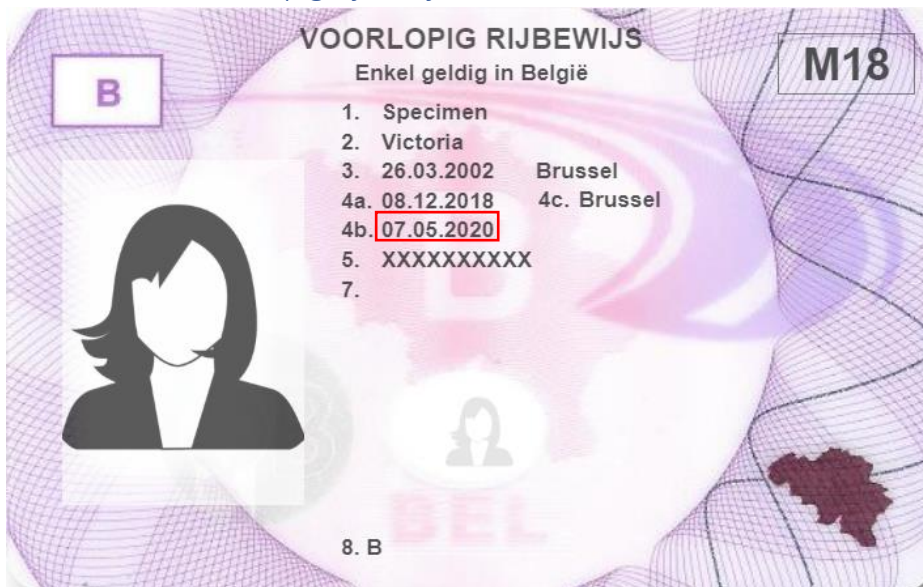 VOORLOPIG RIJBEWIJS
Enkel geldig in België
B
M18
1. Specimen
2. Victoria
3. 26.03.2002 Brussel
4a. 08.12.2018 4c. Brussel
4b. 07.05.2020
5. XXXXXXXXXX
7.
BEL
8. B